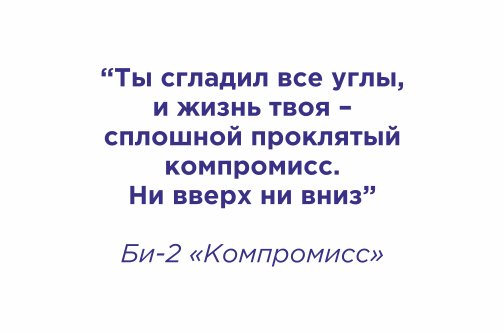 “Ты сгладил все углы,
и жизнь твоя –
сплошной проклятый
компромисс.
Ни вверх ни вниз”
Би-2 «Компромисс»